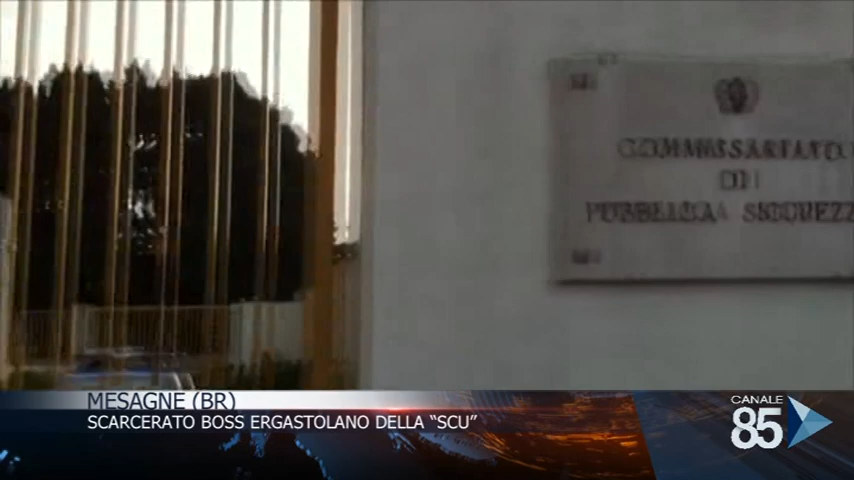 COMMISSARIATO
DI
PUBBLICA SICUREZZ
MESAGNE (BR)
SCARCERATO BOSS ERGASTOLANO DELLA “SCU”
CANALE
85